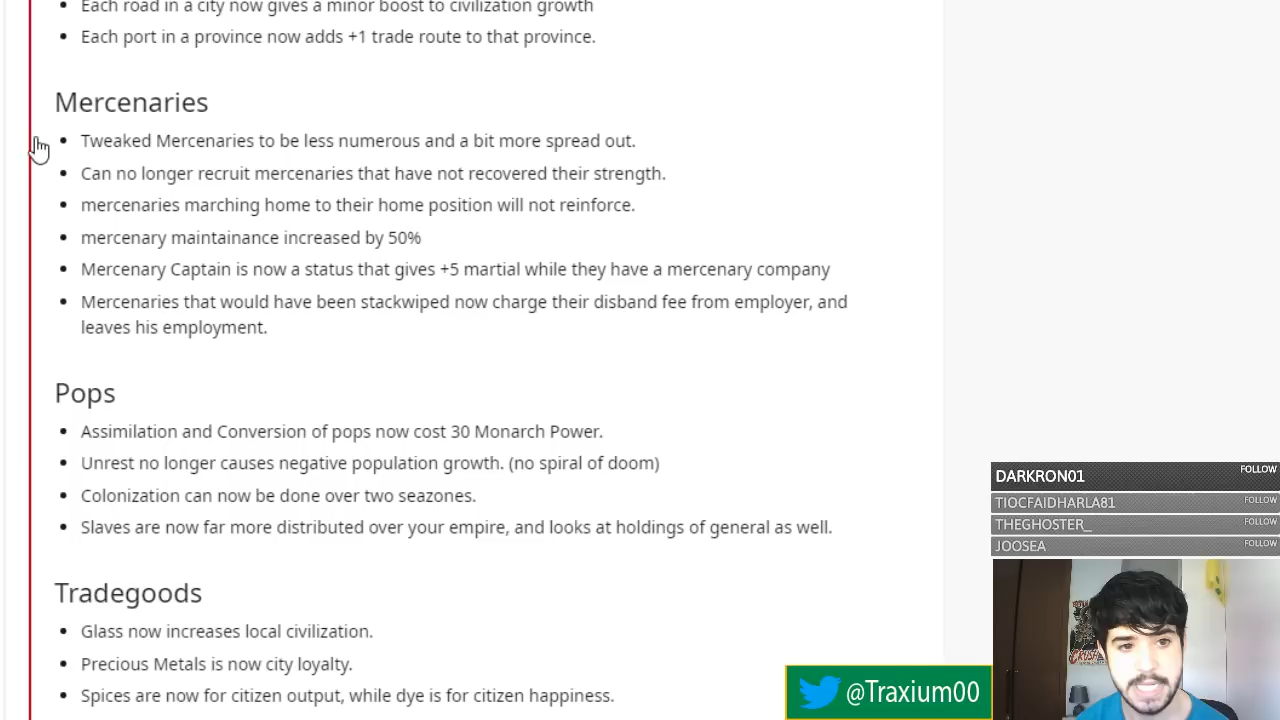 Each road in a city now gives a minor boost to civilization growth
Each port in a province now adds +1 trade route to that province.
Mercenaries
Tweaked Mercenaries to be less numerous and a bit more spread out.
Can no longer recruit mercenaries that have not recovered their strength.
mercenaries marching home to their home position will not reinforce.
mercenary maintainance increased by 50%
Mercenary Captain is now a status that gives +5 martial while they have a mercenary company
Mercenaries that would have been stackwiped now charge their disband fee from employer, and
leaves his employment.
Pops
Assimilation and Conversion of pops now cost 30 Monarch Power.
Unrest no longer causes negative population growth. (no spiral of doom)
Colonization can now be done over two seazones.
Slaves are now far more distributed over your empire, and looks at holdings of general as well.
Tradegoods
Glass now increases local civilization.
Precious Metals is now city loyalty.
Spices are now for citizen output, while dye is for citizen happiness.
DARKRON01 FOLLOW
TIOCFAIDHARLA81 FOLLOW
THEGHOSTER_ FOLLOW
JOOSEA FOLLOW
@Traxium00